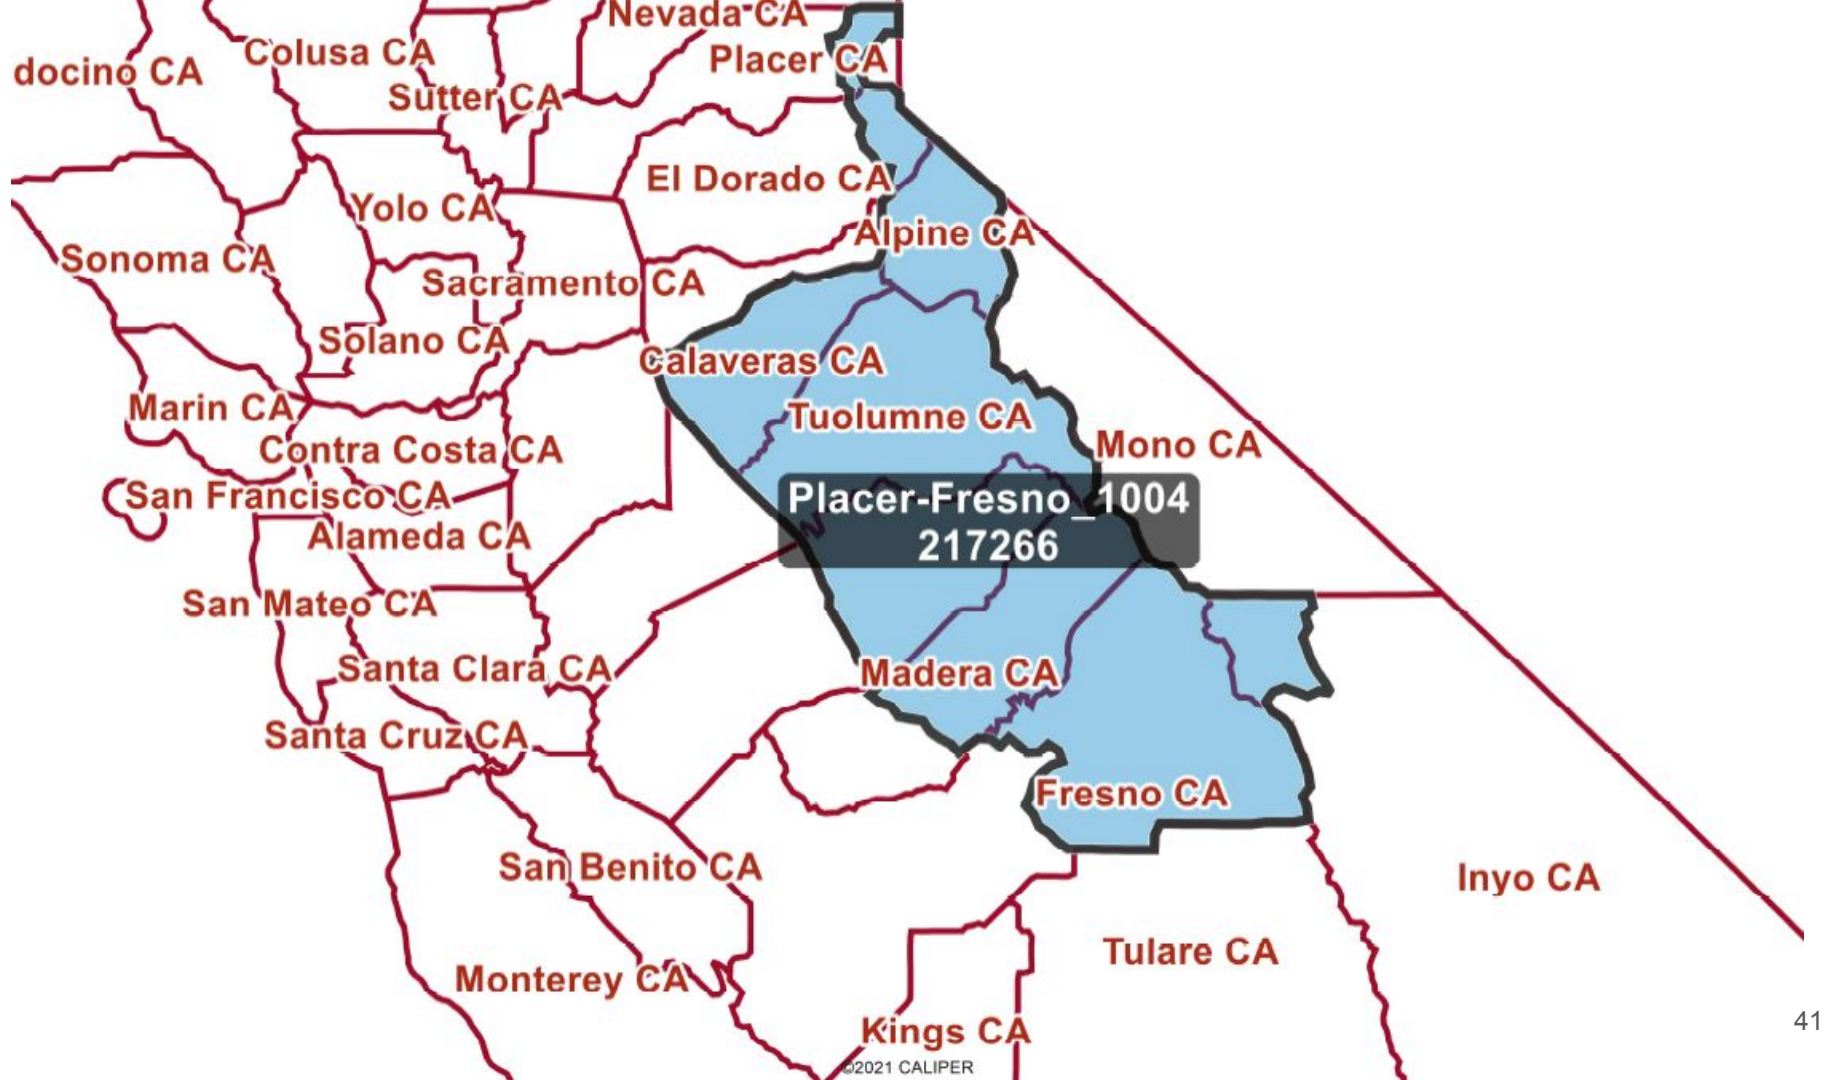 Nevada CA
Colusa CA
docino CA
Placer CA
Sutter CA
El Dorado CA
Yolo CA
Alpine CA
Sonoma CA
Sacramento CA
Solano CA
Calaveras CA
Marin CA
Tuolumne CA
Mono CA
Contra Costa CA
San Francisco CA
Placer-Fresno_1004
217266
Alameda CA
San Mateo CA
Santa Clara CA
Madera CA
Santa Cruz CA
Fresno CA
San Benito CA
Inyo CA
Tulare CA
Monterey CA
Kings CA
©2021 CALIPER
41